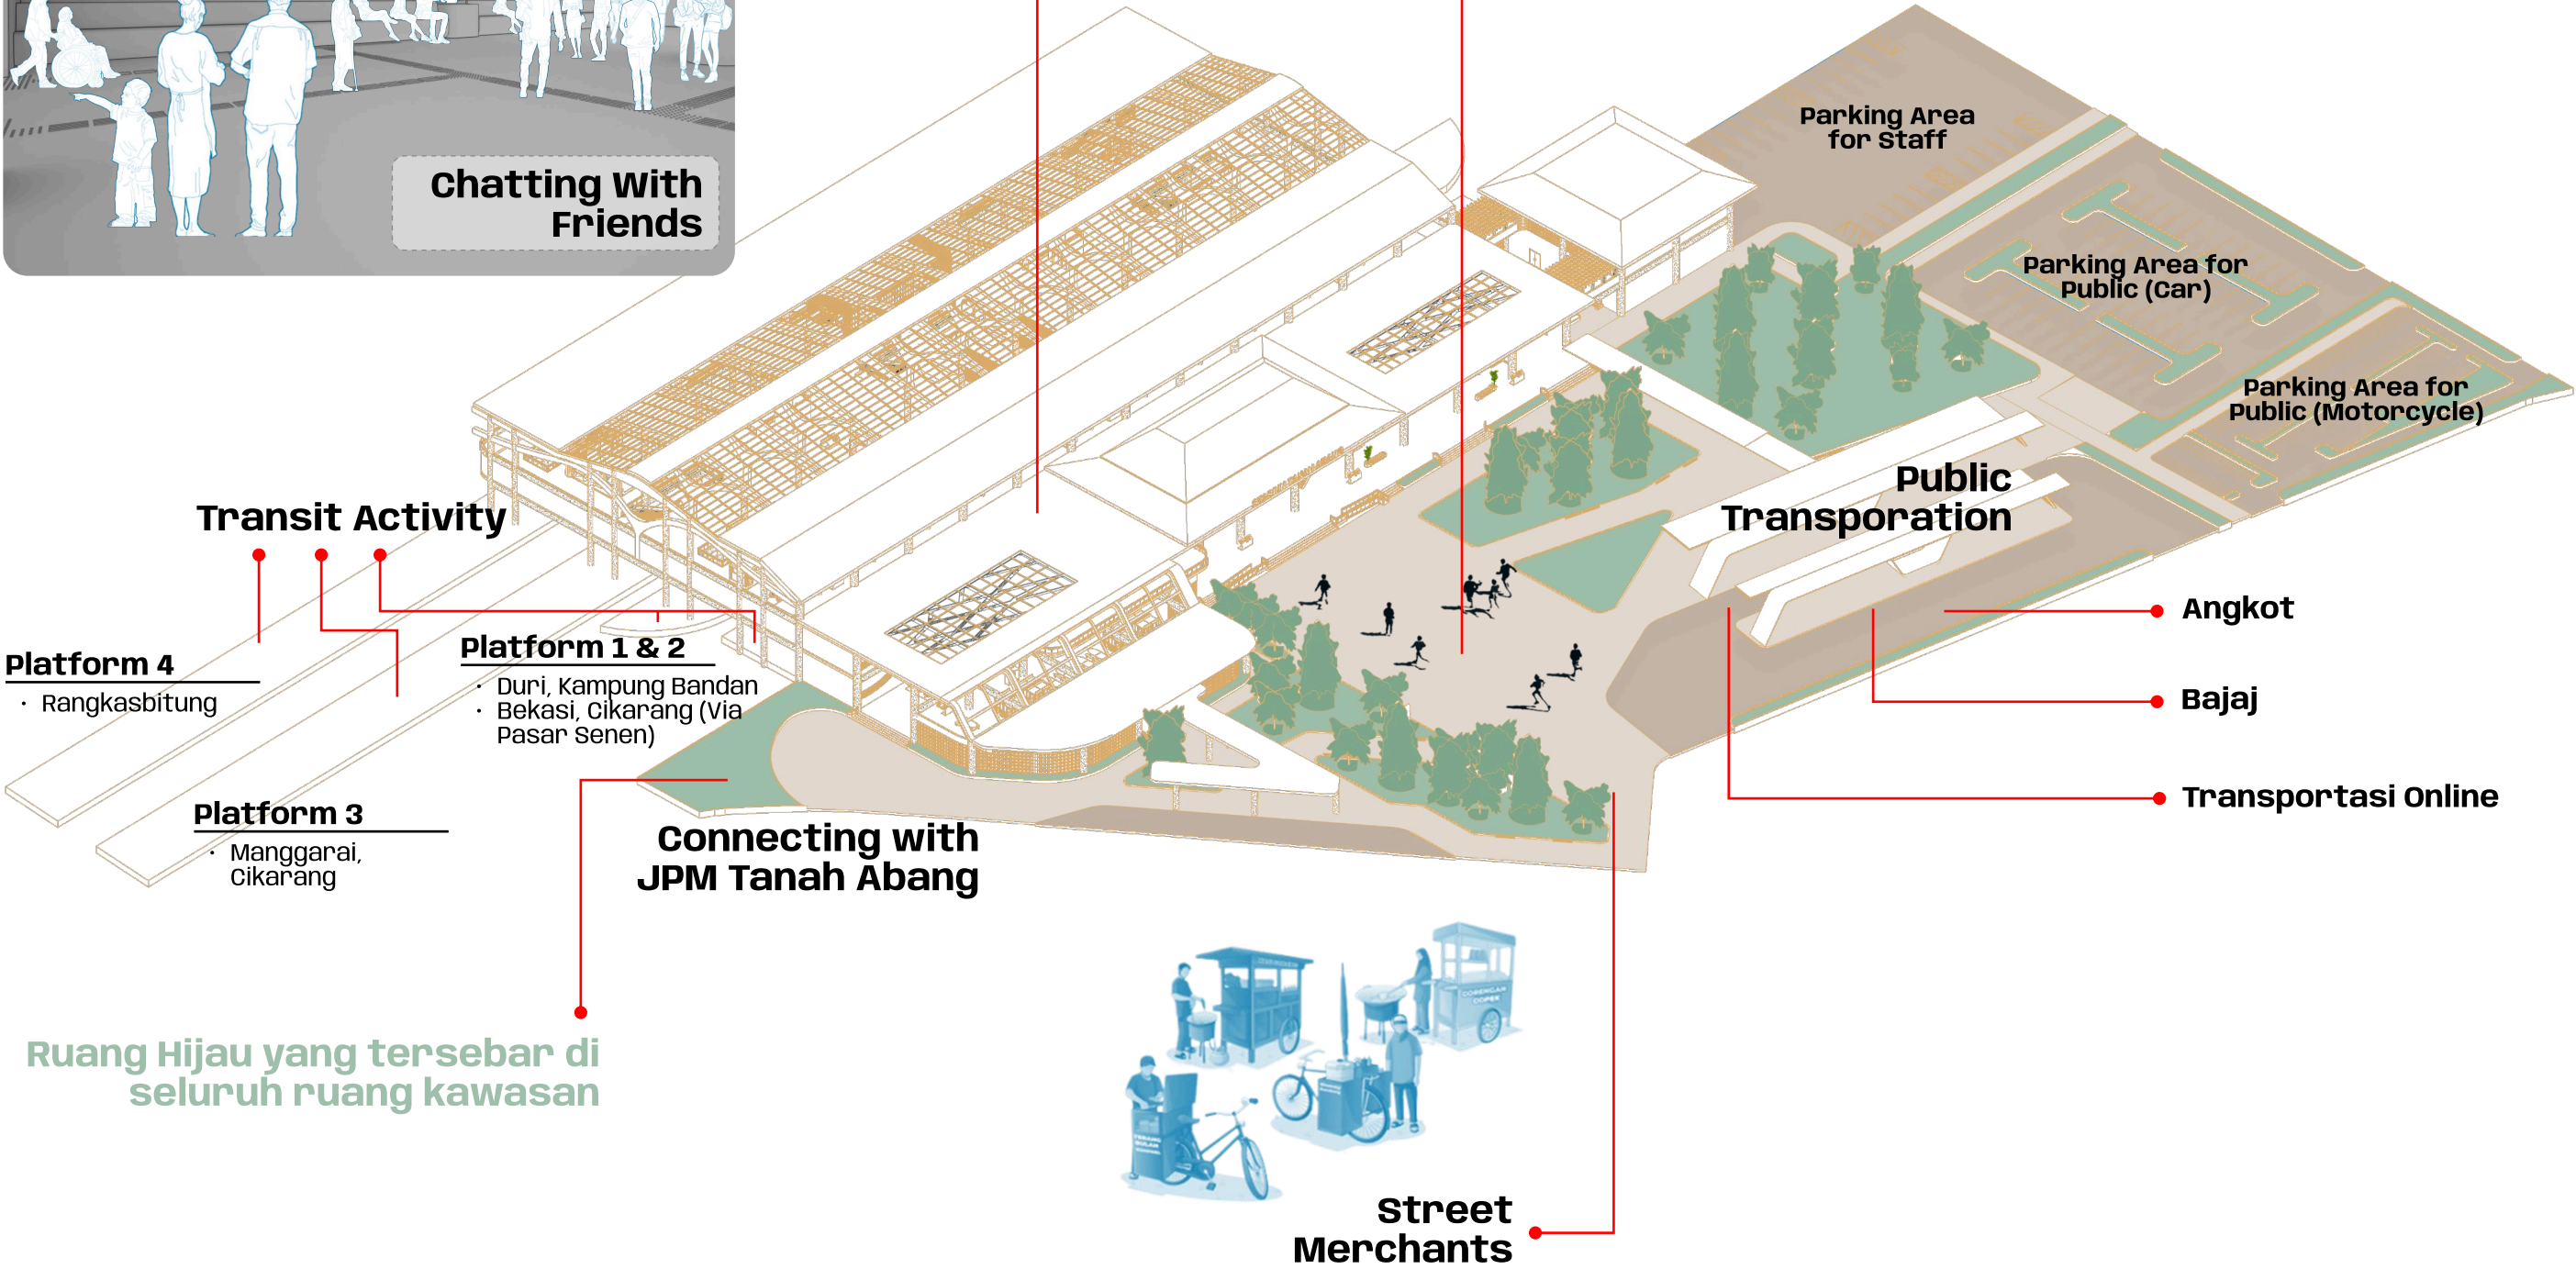 Chatting With
Friends
Parking Area
for Staff
Parking Area for
Public (Car)
Parking Area for
Public (Motorcycle)
Public
Transporation
Transit Activity
Platform 4
· Rangkasbitung
Platform 1 & 2
· Duri, Kampung Bandan
· Bekasi, Cikarang (Via
Pasar Senen)
Platform 3
· Manggarai,
Cikarang
Angkot
Bajaj
Transportasi Online
Connecting with
JPM Tanah Abang
Ruang Hijau yang tersebar di
seluruh ruang kawasan
GORENGAN
TERANG
BULAN
Street
Merchants